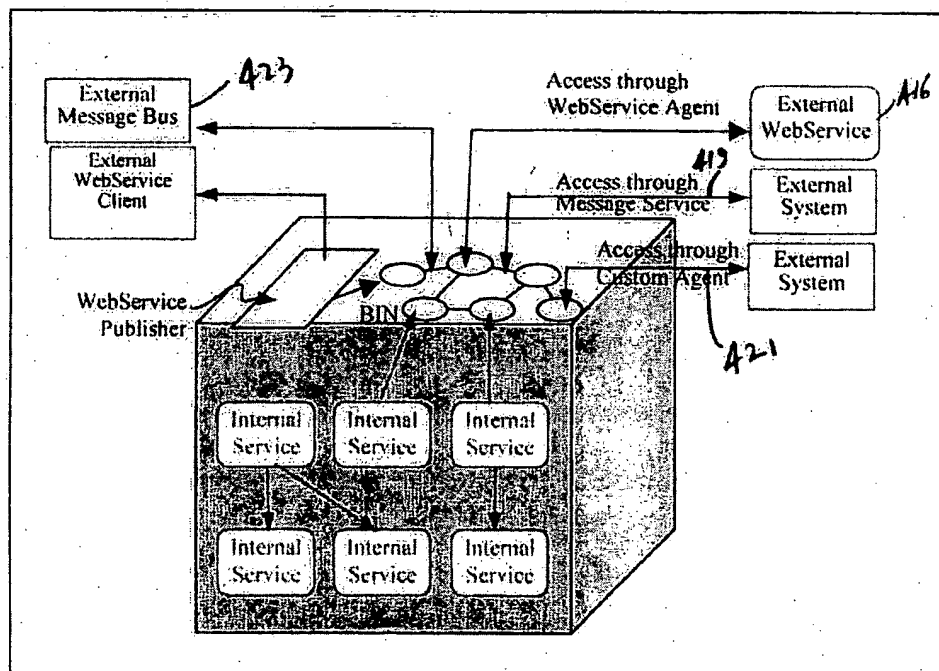 423
External
Message Bus
External
WebService
Client
Access through
WebService Agent
External
WebService
416
Access through
Message Service
419
External
System
Access through
Custom Agent
External
System
421
WebService
Publisher
BIN
Internal
Service
Internal
Service
Internal
Service
Internal
Service
Internal
Service
Internal
Service